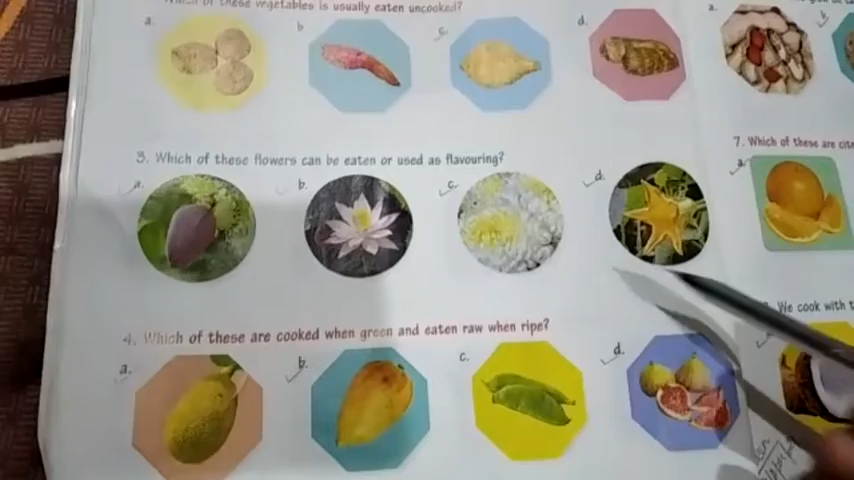 of these vegetables is usually eaten uncooked?
a. b c. d. a. b
3. Which of these flowers can be eaten or used as flavouring?
7. Which of these are
a. b. c. d. a.
4. Which of these are cooked when green and eaten raw when ripe?
We cook with
a. b. c. d.